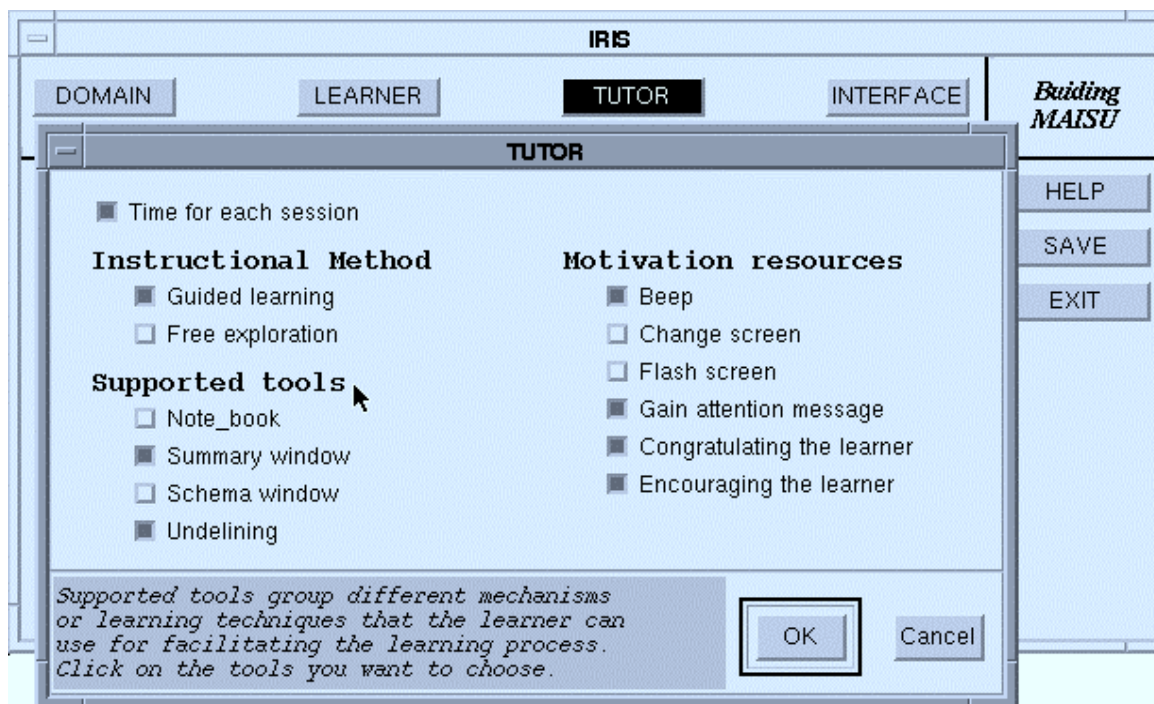 IRIS
DOMAIN
LEARNER
TUTOR
INTERFACE
Buiding
MAISU
HELP
SAVE
EXIT
TUTOR
Time for each session
Instructional Method
Guided learning
Free exploration
Supported tools
Note_book
Summary window
Schema window
Undelining
Motivation resources
Beep
Change screen
Flash screen
Gain attention message
Congratulating the learner
Encouraging the learner
Supported tools group different mechanisms
or learning techniques that the learner can
use for facilitating the learning process.
Click on the tools you want to choose.
OK
Cancel